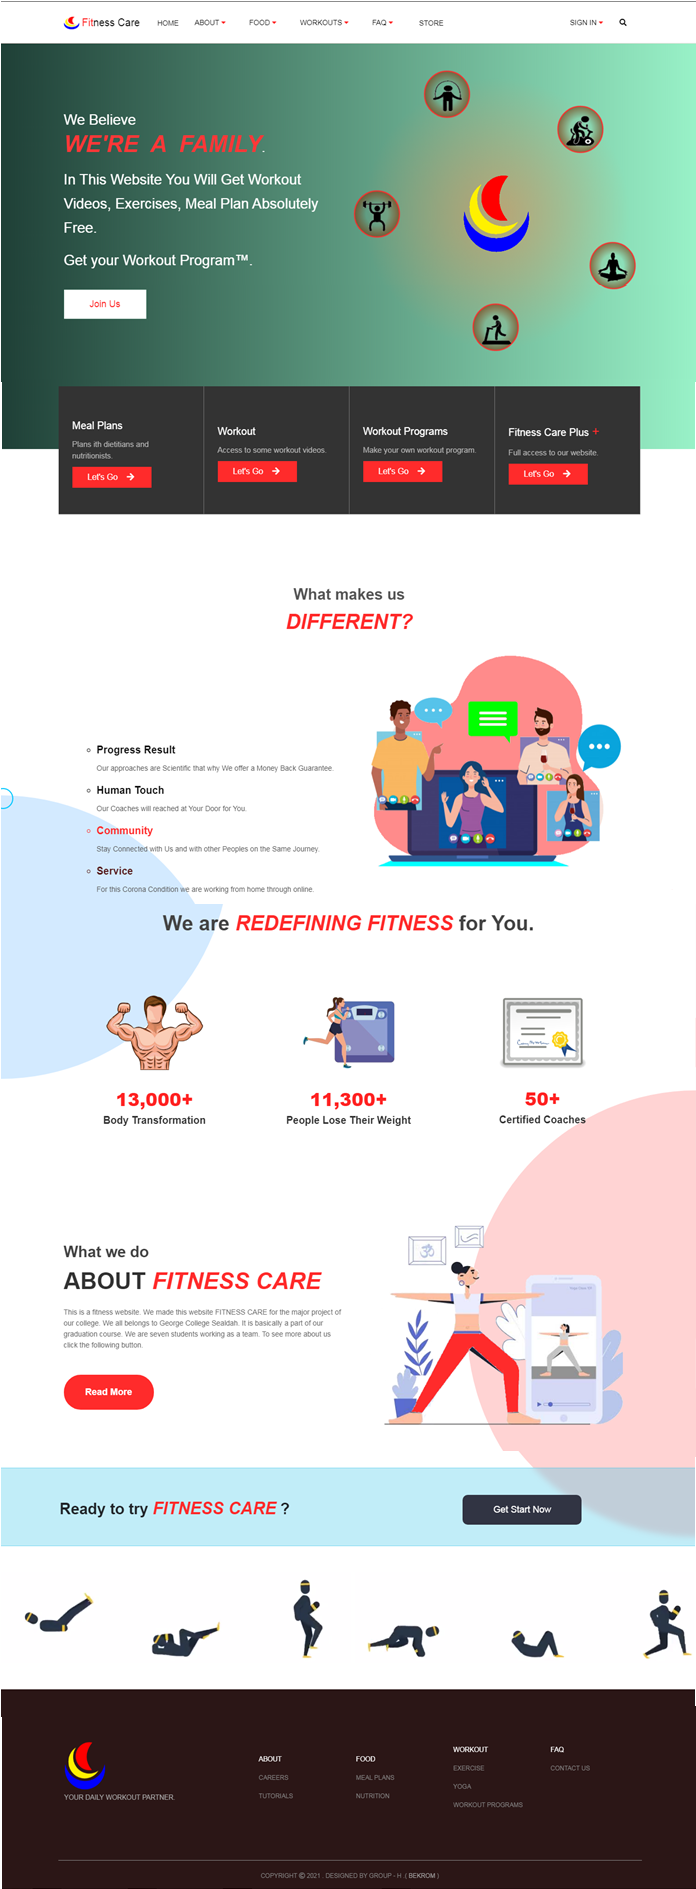 Fitness Care HOME ABOUT FOOD WORKOUTS FAQ STORE SIGN IN
We Believe
WE'RE A FAMILY.
In This Website You Will Get Workout
Videos, Exercises, Meal Plan Absolutely
Free.
Get your Workout Program™.
Join Us
Meal Plans
Plans ith dietitians and
nutritionists.
Let's Go
Workout
Access to some workout videos.
Let's Go
Workout Programs
Make your own workout program.
Let's Go
Fitness Care Plus +
Full access to our website.
Let's Go
What makes us
DIFFERENT?
Progress Result
Our approaches are Scientific that why We offer a Money Back Guarantee.
Human Touch
Our Coaches will reached at Your Door for You.
Community
Stay Connected with Us and with other Peoples on the Same Journey.
Service
For this Corona Condition we are working from home through online.
We are REDEFINING FITNESS for You.
13,000+
Body Transformation
11,300+
People Lose Their Weight
50+
Certified Coaches
What we do
ABOUT FITNESS CARE
This is a fitness website. We made this website FITNESS CARE for the major project of
our college. We all belongs to George College Sealdah. It is basically a part of our
graduation course. We are seven students working as a team. To see more about us
click the following button.
Read More
Ready to try FITNESS CARE ?
Get Start Now
YOUR DAILY WORKOUT PARTNER.
ABOUT
CAREERS
TUTORIALS
FOOD
MEAL PLANS
NUTRITION
WORKOUT
EXERCISE
YOGA
WORKOUT PROGRAMS
FAQ
CONTACT US
COPYRIGHT © 2021 . DESIGNED BY GROUP - H .( BEKROM )